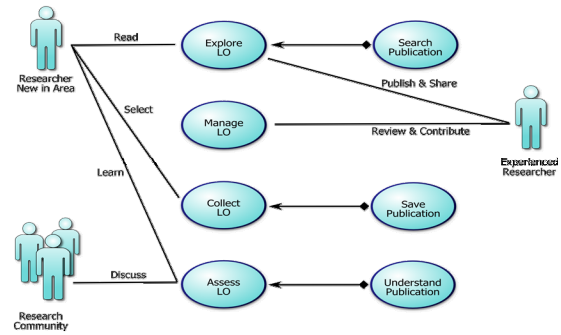 Read
Explore
LO
Search
Publication
Researcher
New in Area
Publish & Share
Select
Manage
LO
Review & Contribute
Experienced
Researcher
Learn
Collect
LO
Save
Publication
Discuss
Assess
LO
Understand
Publication
Research
Community